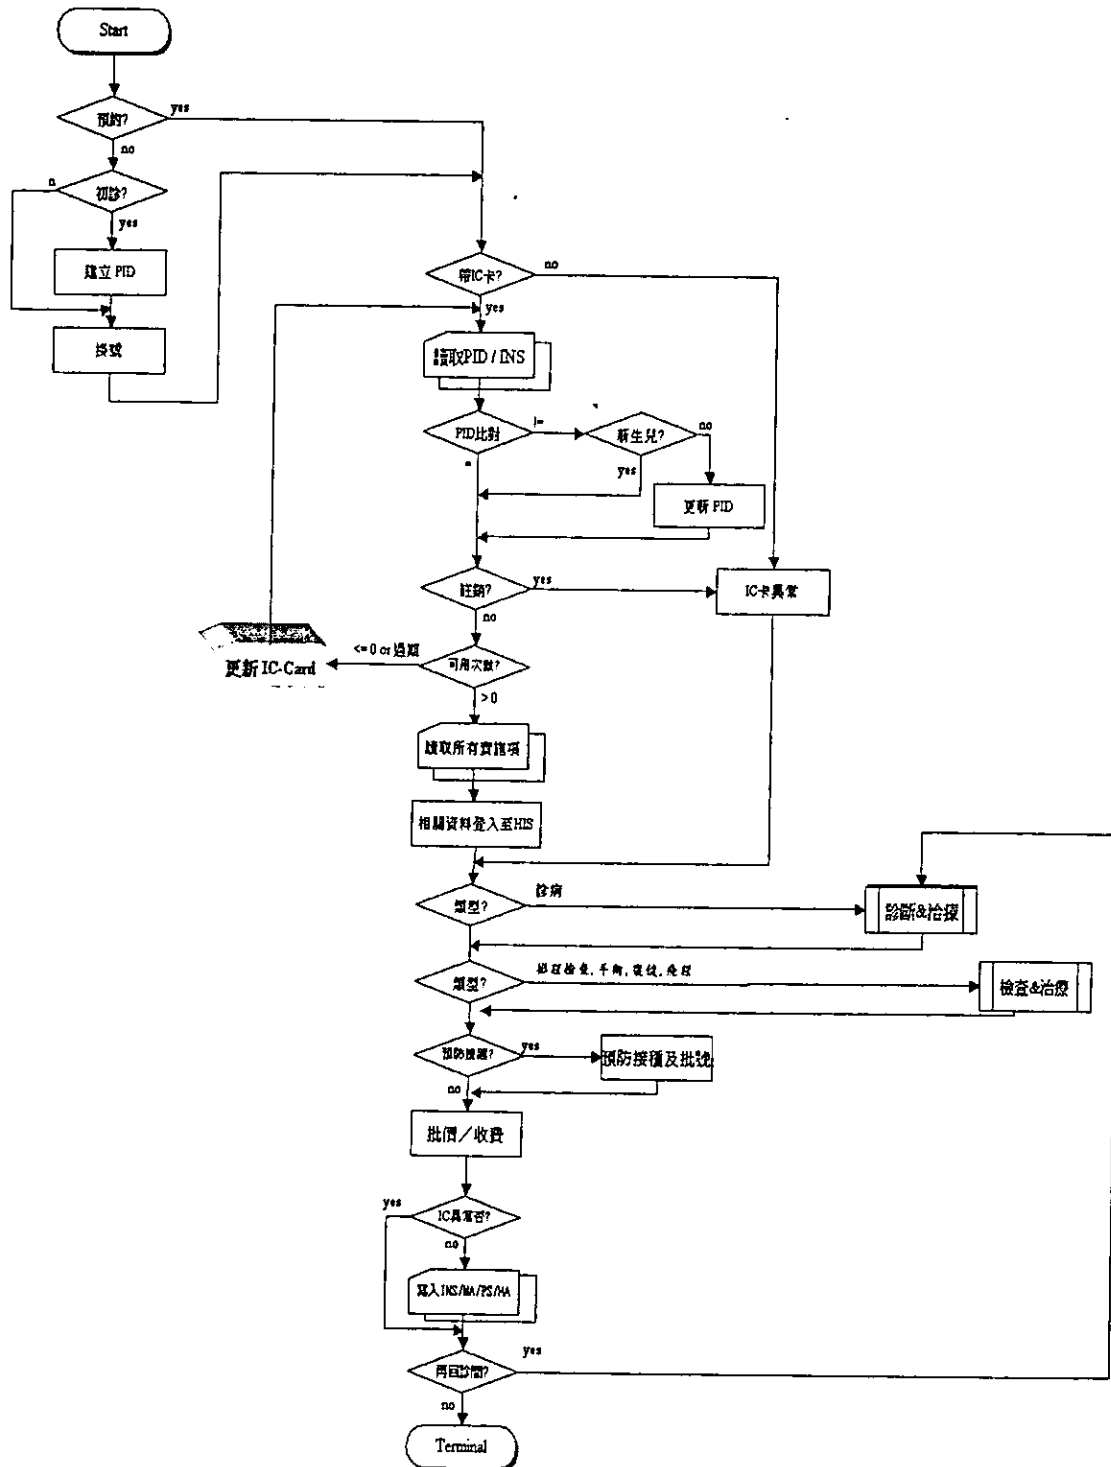 Start
預約?
yes
no
初診?
n
yes
建立 PID
掛號
帶IC卡?
no
yes
讀取PID / INS
PID比對
!=
新生兒?
no
=
yes
更新 PID
註銷?
yes
IC卡異常
no
更新 IC-Card
<= 0 or 過期
可用次數?
> 0
讀取所有實施項
相關資料登入至HIS
類型?
診病
診斷&治療
類型?
檢查&治療
預防接種?
yes
預防接種及批號
no
批價／收費
yes
IC異常否?
no
寫入 INS/MA/PS/HA
再回診間?
yes
no
Terminal